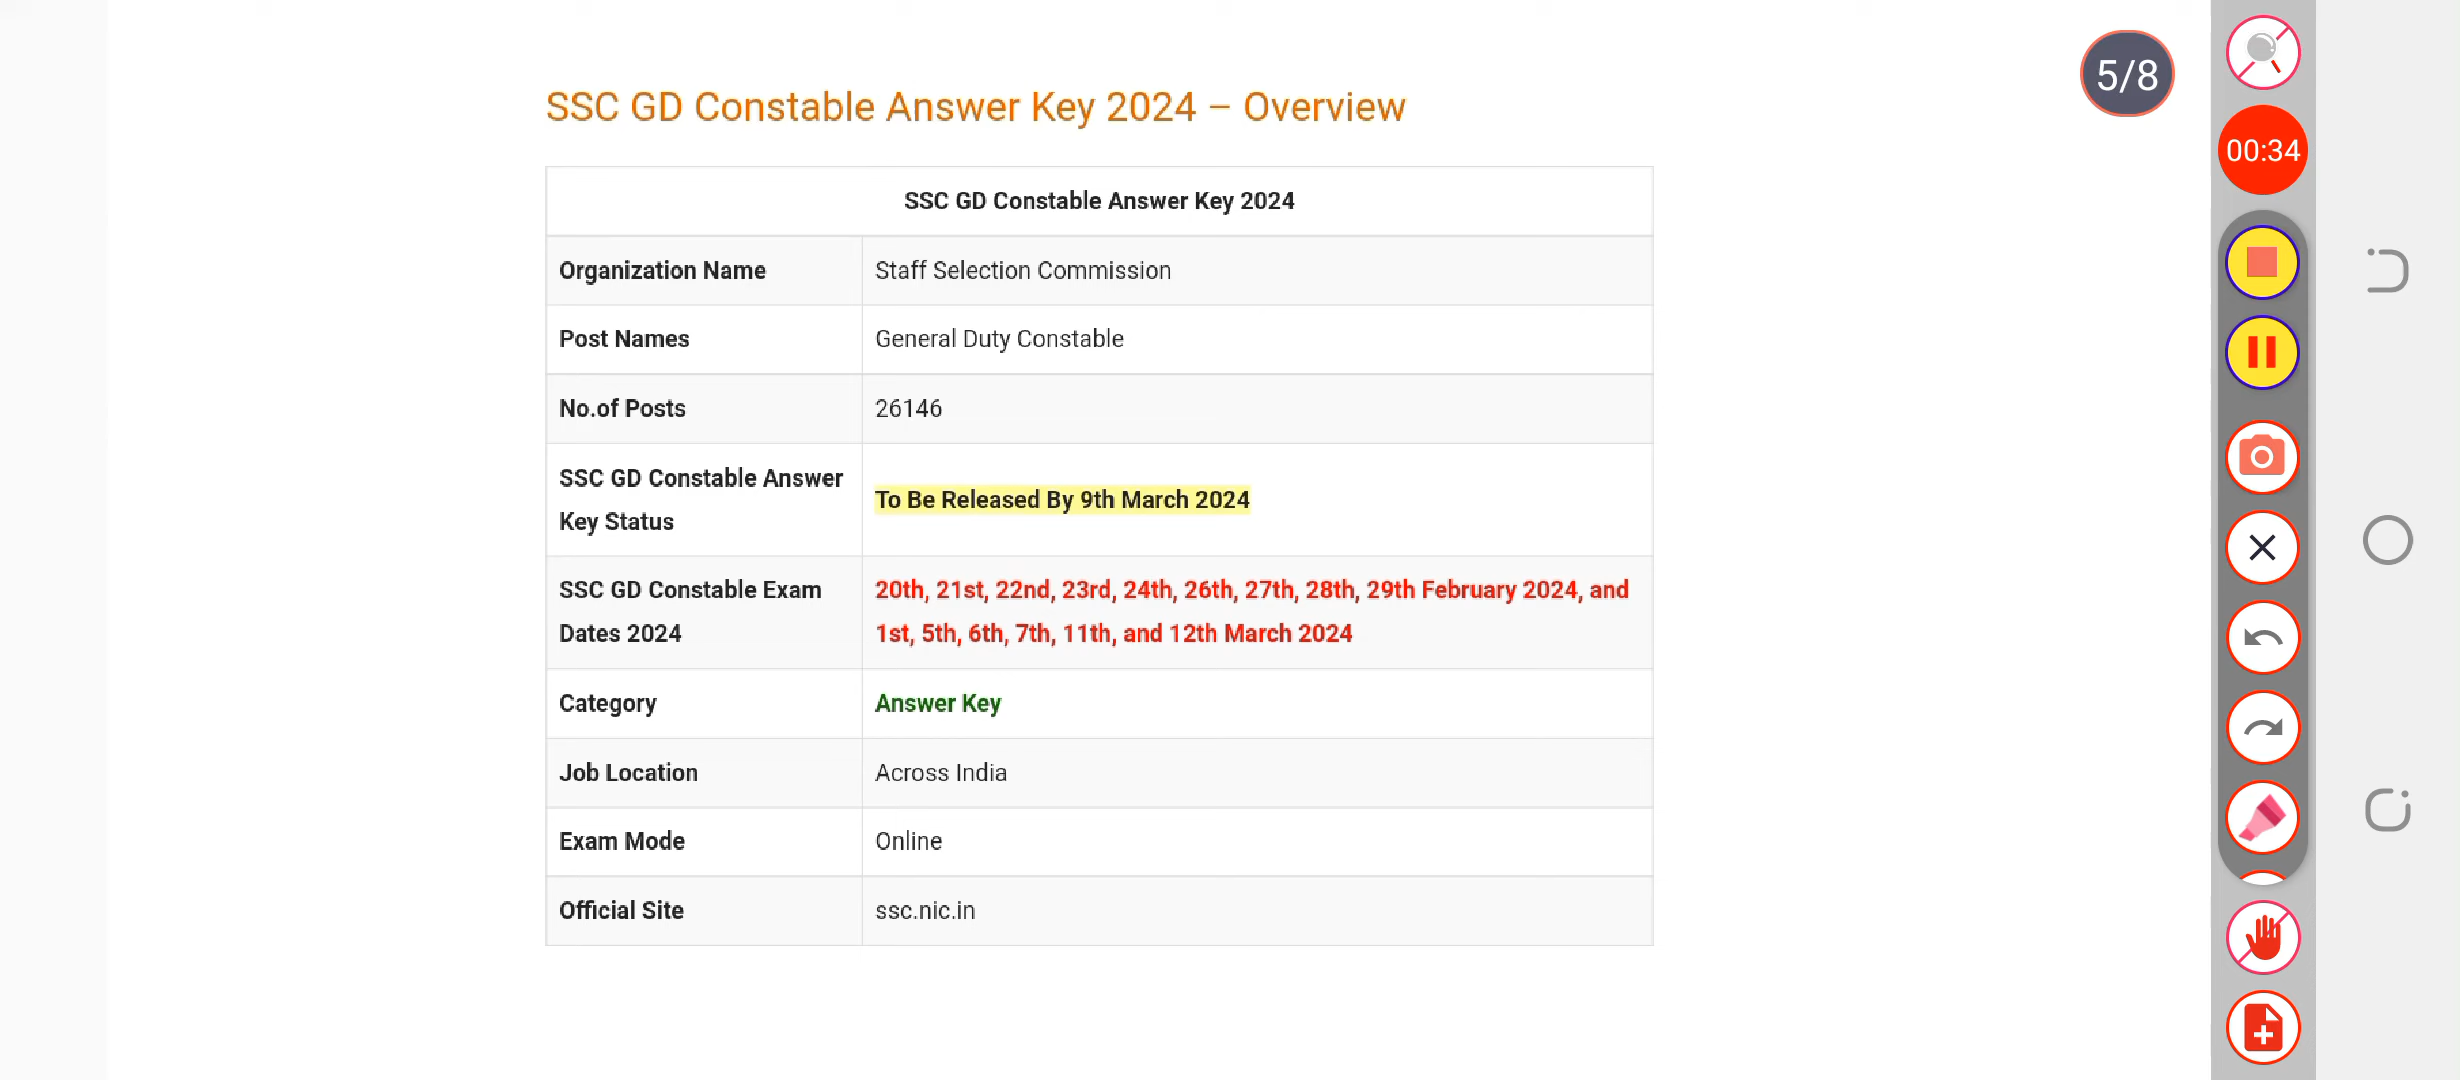 5/8
00:34
SSC GD Constable Answer Key 2024 – Overview
SSC GD Constable Answer Key 2024
Organization Name Staff Selection Commission
Post Names General Duty Constable
No.of Posts 26146
SSC GD Constable Answer
Key Status
To Be Released By 9th March 2024
SSC GD Constable Exam
Dates 2024
20th, 21st, 22nd, 23rd, 24th, 26th, 27th, 28th, 29th February 2024, and
1st, 5th, 6th, 7th, 11th, and 12th March 2024
Category Answer Key
Job Location Across India
Exam Mode Online
Official Site ssc.nic.in